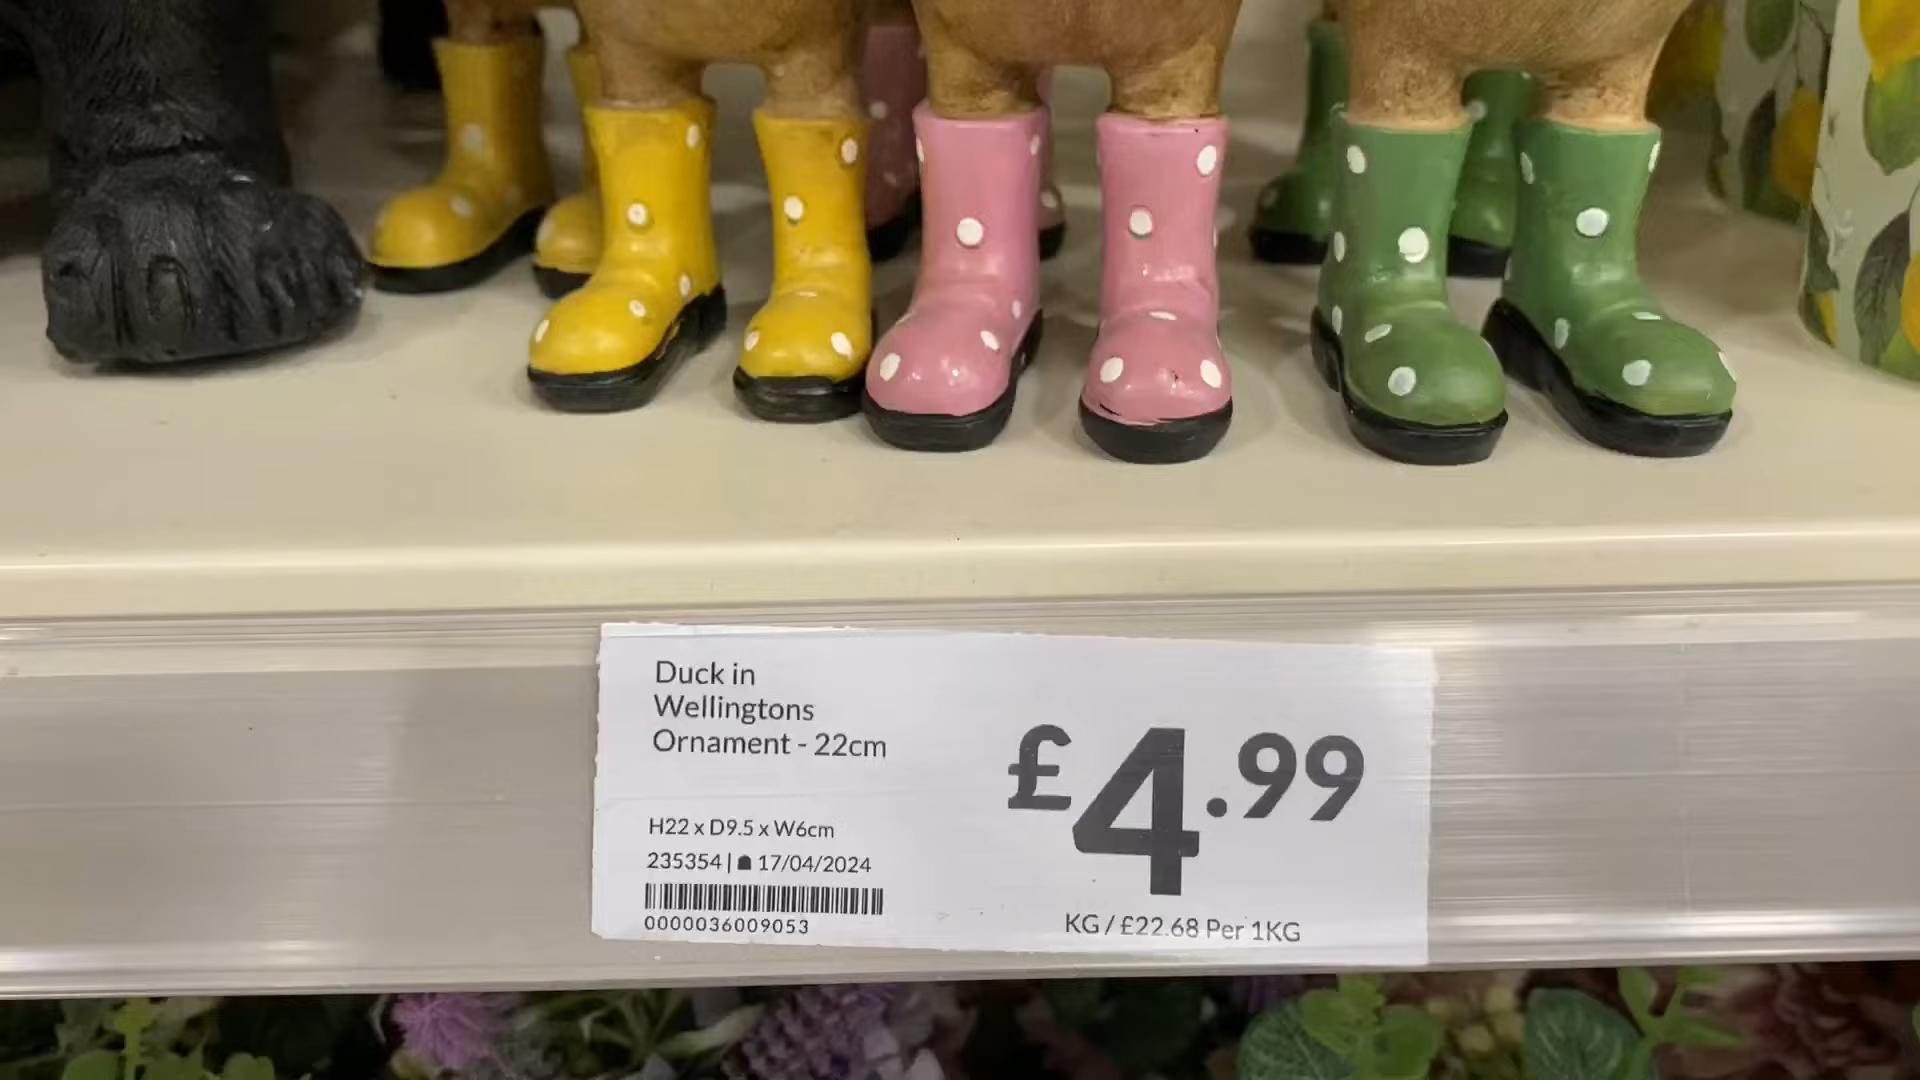 Duck in
Wellingtons
Ornament - 22cm
£4.99
H22 x D9.5 x W6cm
235354 | 17/04/2024
0000036009053
KG / £22.68 Per 1KG